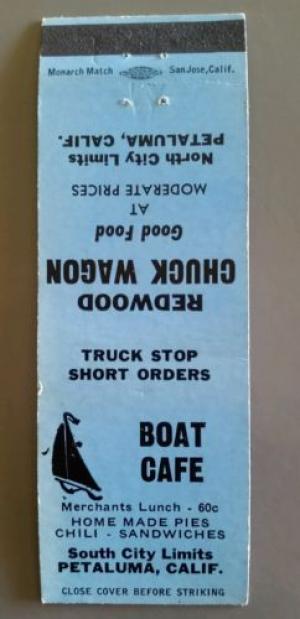 Monarch Match San Jose, Calif.
REDWOOD
CHUCK WAGON
Good Food
AT
MODERATE PRICES
North City Limits
PETALUMA, CALIF.
TRUCK STOP
SHORT ORDERS
BOAT
CAFE
Merchants Lunch - 60c
HOME MADE PIES
CHILI - SANDWICHES
South City Limits
PETALUMA, CALIF.
CLOSE COVER BEFORE STRIKING